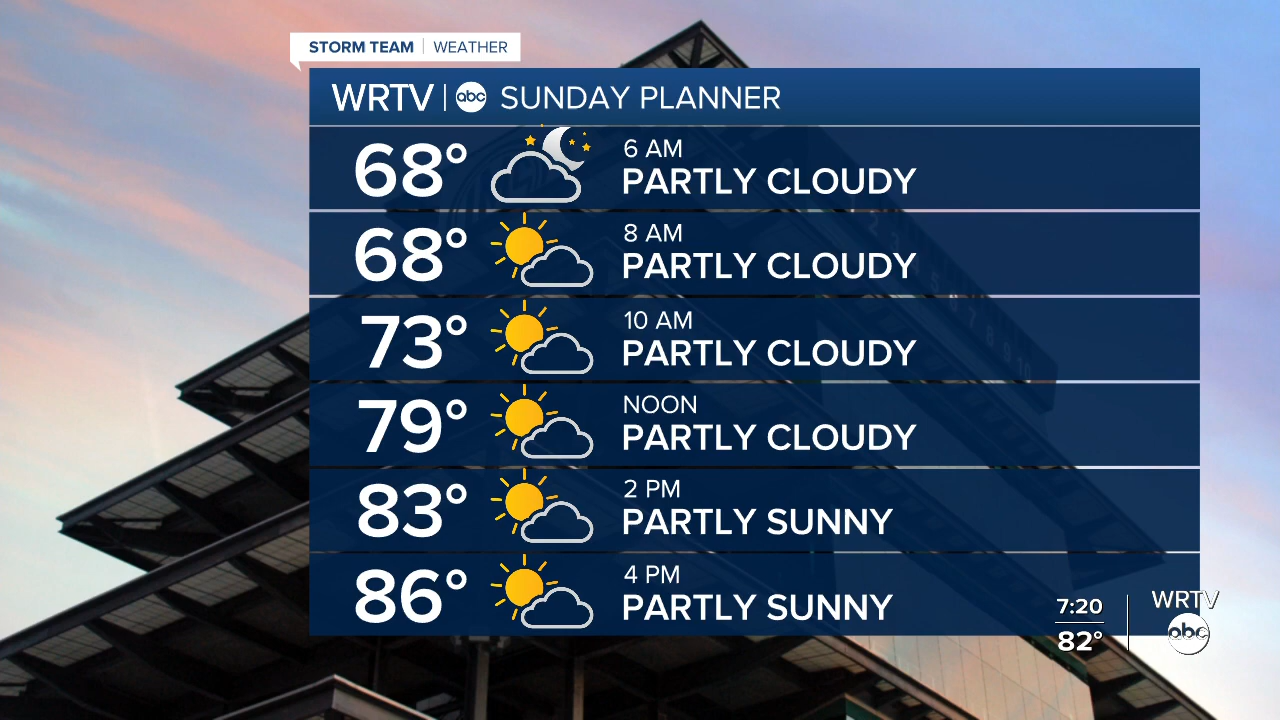 STORM TEAM | WEATHER
WRTV | abc SUNDAY PLANNER
68°
6 AM
PARTLY CLOUDY
68°
8 AM
PARTLY CLOUDY
73°
10 AM
PARTLY CLOUDY
79°
NOON
PARTLY CLOUDY
83°
2 PM
PARTLY SUNNY
86°
4 PM
PARTLY SUNNY
7:20
82°
WRTV
abc